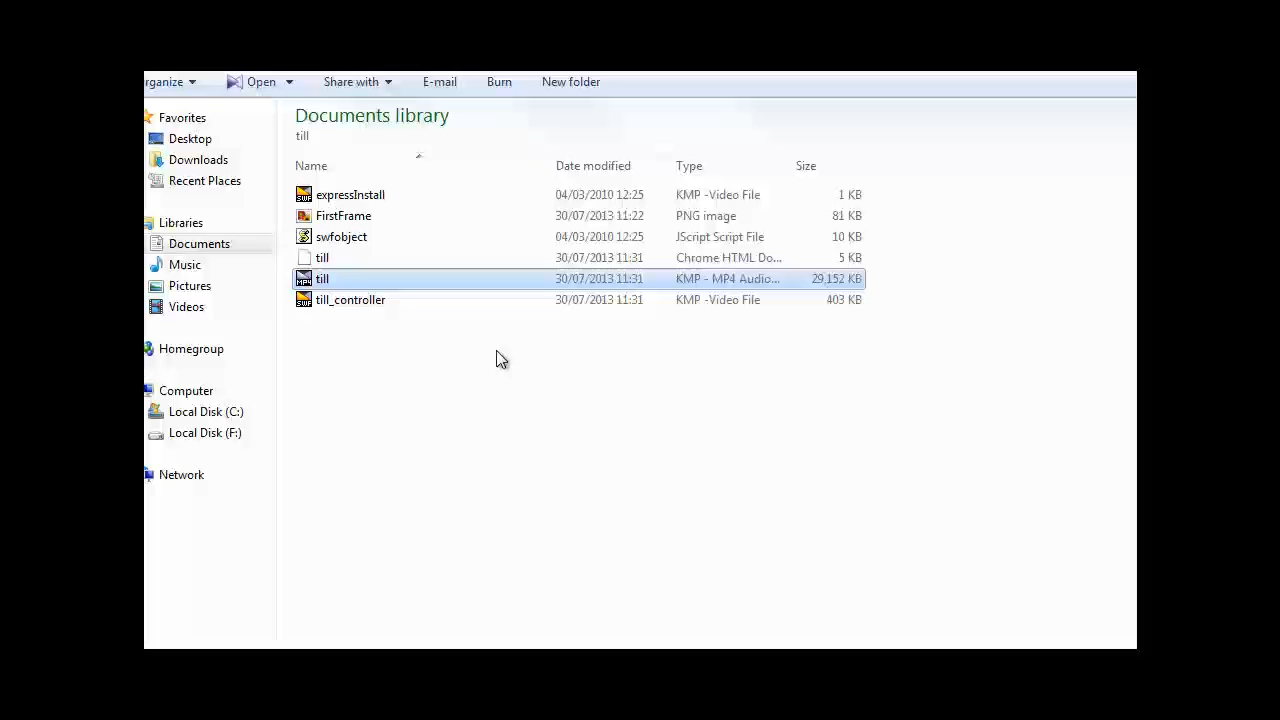 rganize Open Share with E-mail Burn New folder
Favorites
Desktop
Downloads
Recent Places
Libraries
Documents
Music
Pictures
Videos
Homegroup
Computer
Local Disk (C:)
Local Disk (F:)
Network
Documents library
till
Name Date modified Type Size
expressInstall 04/03/2010 12:25 KMP -Video File 1 KB
FirstFrame 30/07/2013 11:22 PNG image 81 KB
swfobject 04/03/2010 12:25 JScript Script File 10 KB
till 30/07/2013 11:31 Chrome HTML Do... 5 KB
till 30/07/2013 11:31 KMP - MP4 Audio... 29,152 KB
till_controller 30/07/2013 11:31 KMP -Video File 403 KB